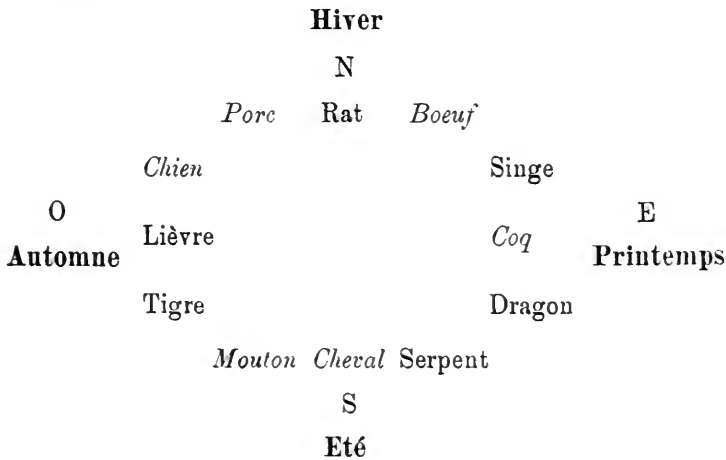 Hiver
N
Porc Rat Boeuf
Chien Singe
O E
Lièvre Coq
Automne Printemps
Tigre Dragon
Mouton Cheval Serpent
S
Eté